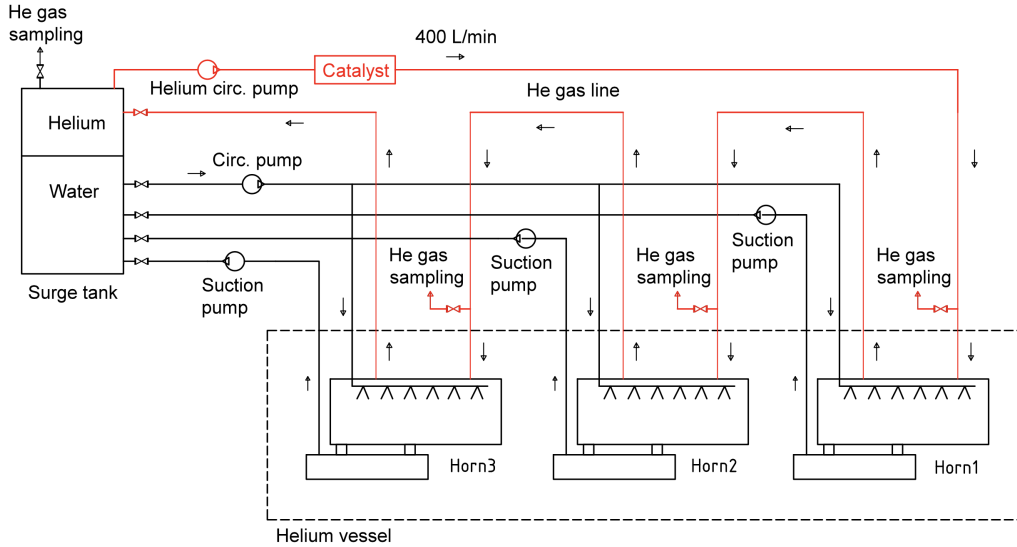 He gas
sampling
400 L/min
Catalyst
Helium circ. pump
He gas line
Helium
Circ. pump
Water
Suction
pump
He gas
sampling
Suction
pump
He gas
sampling
Suction
pump
He gas
sampling
Surge tank
Horn3
Horn2
Horn1
Helium vessel